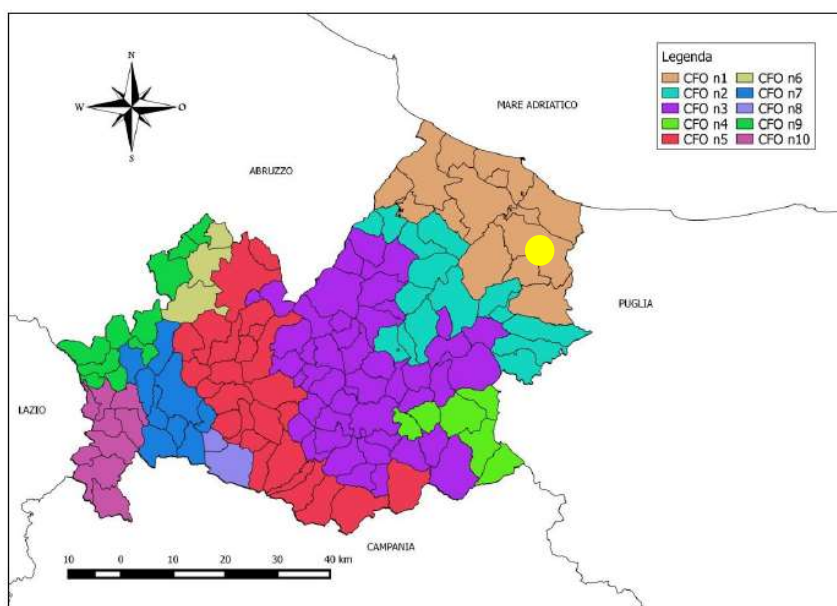 N
W
O
S
MARE ADRIATICO
ABRUZZO
PUGLIA
LAZIO
CAMPANIA
Legenda
CFO n1 CFO n6
CFO n2 CFO n7
CFO n3 CFO n8
CFO n4 CFO n9
CFO n5 CFO n10
10 0 10 20 30 40 km